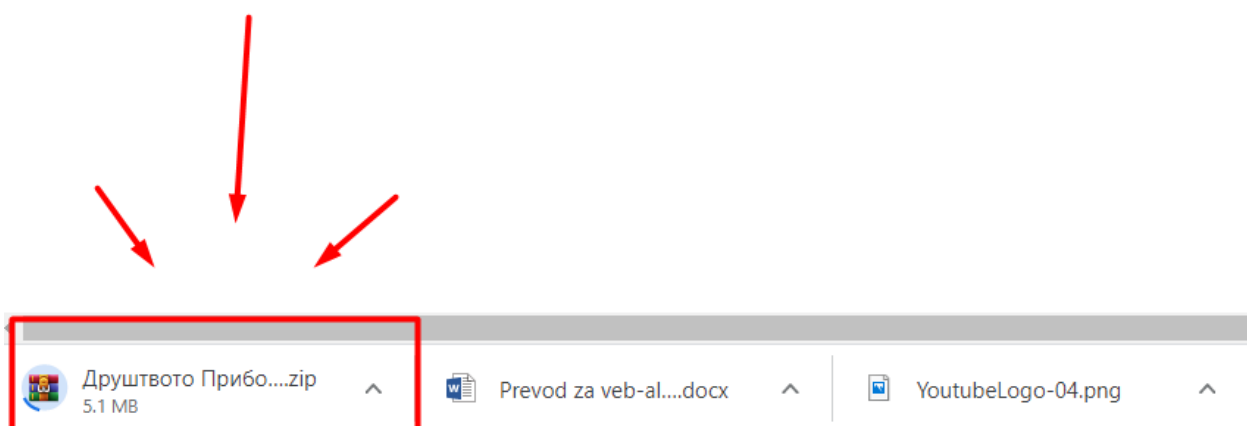 Друштвото Прибо....zip
5.1 MB
Prevod za veb-al....docx
YoutubeLogo-04.png